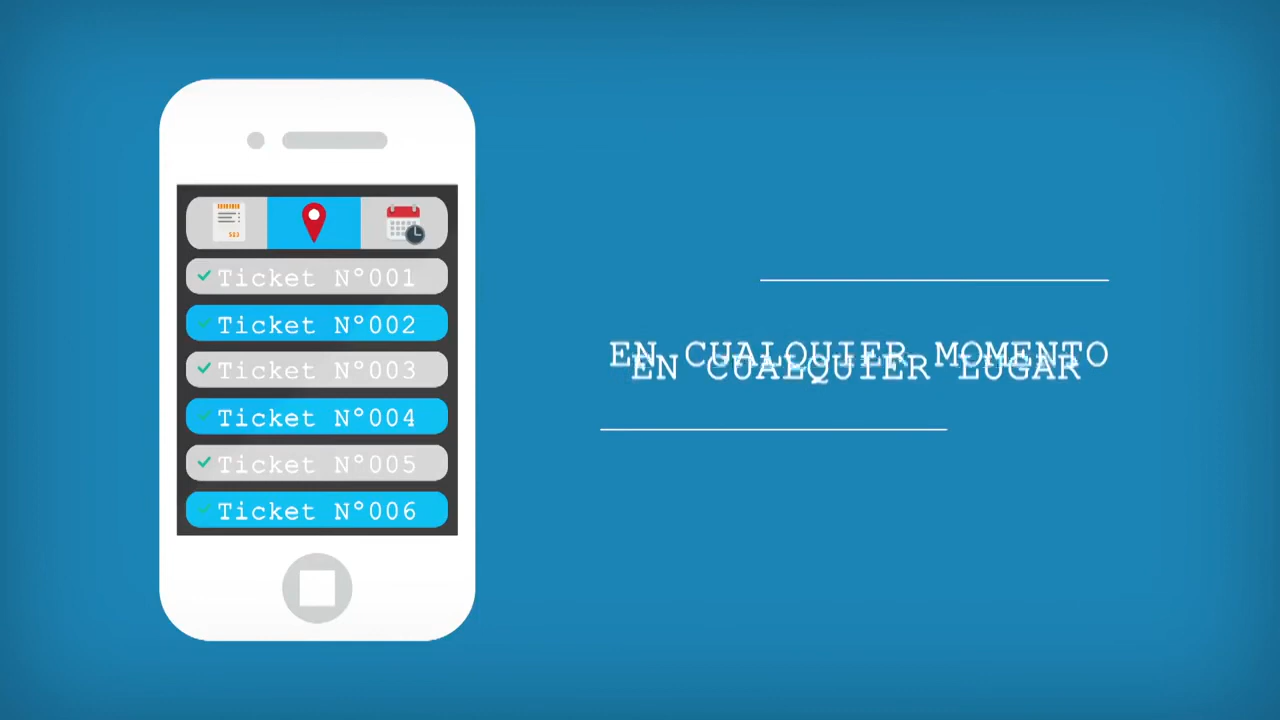 Ticket N°001
Ticket N°002
Ticket N°003
Ticket N°004
Ticket N°005
Ticket N°006
EN CUALQUIER MOMENTO
EN CUALQUIER LUGAR